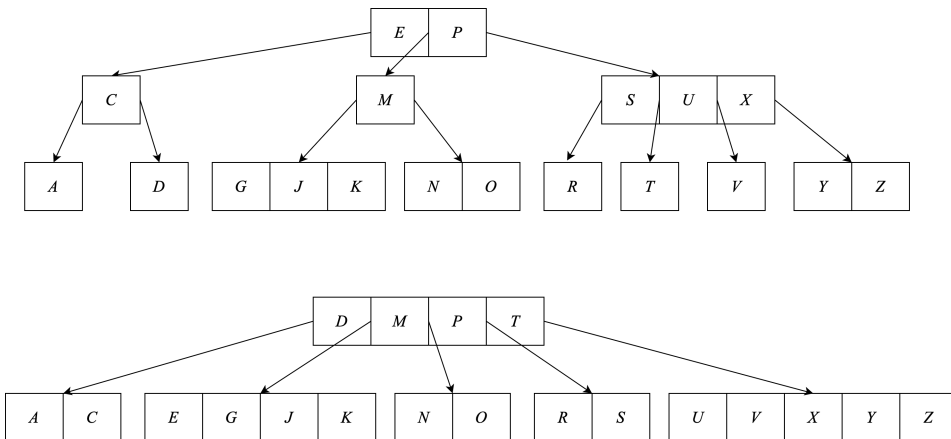 E P
C M S U X
A D G J K N O R T V Y Z
D M P T
A C E G J K N O R S U V X Y Z